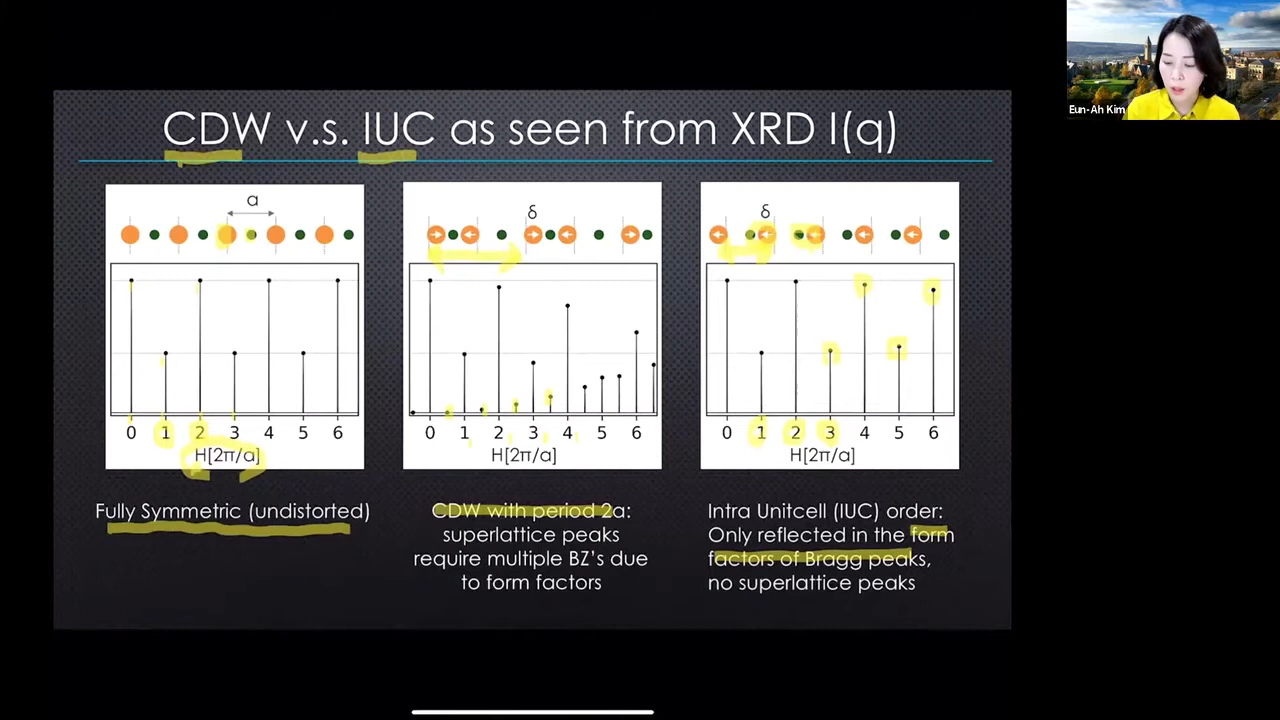 Eun-Ah Kim
CDW v.s. IUC as seen from XRD I(q)
a
0 1 2 3 4 5 6
H[2π/a]
Fully Symmetric (undistorted)
δ
0 1 2 3 4 5 6
H[2π/a]
CDW with period 2a:
superlattice peaks
require multiple BZ's due
to form factors
δ
0 1 2 3 4 5 6
H[2π/a]
Intra Unitcell (IUC) order:
Only reflected in the form
factors of Bragg peaks,
no superlattice peaks